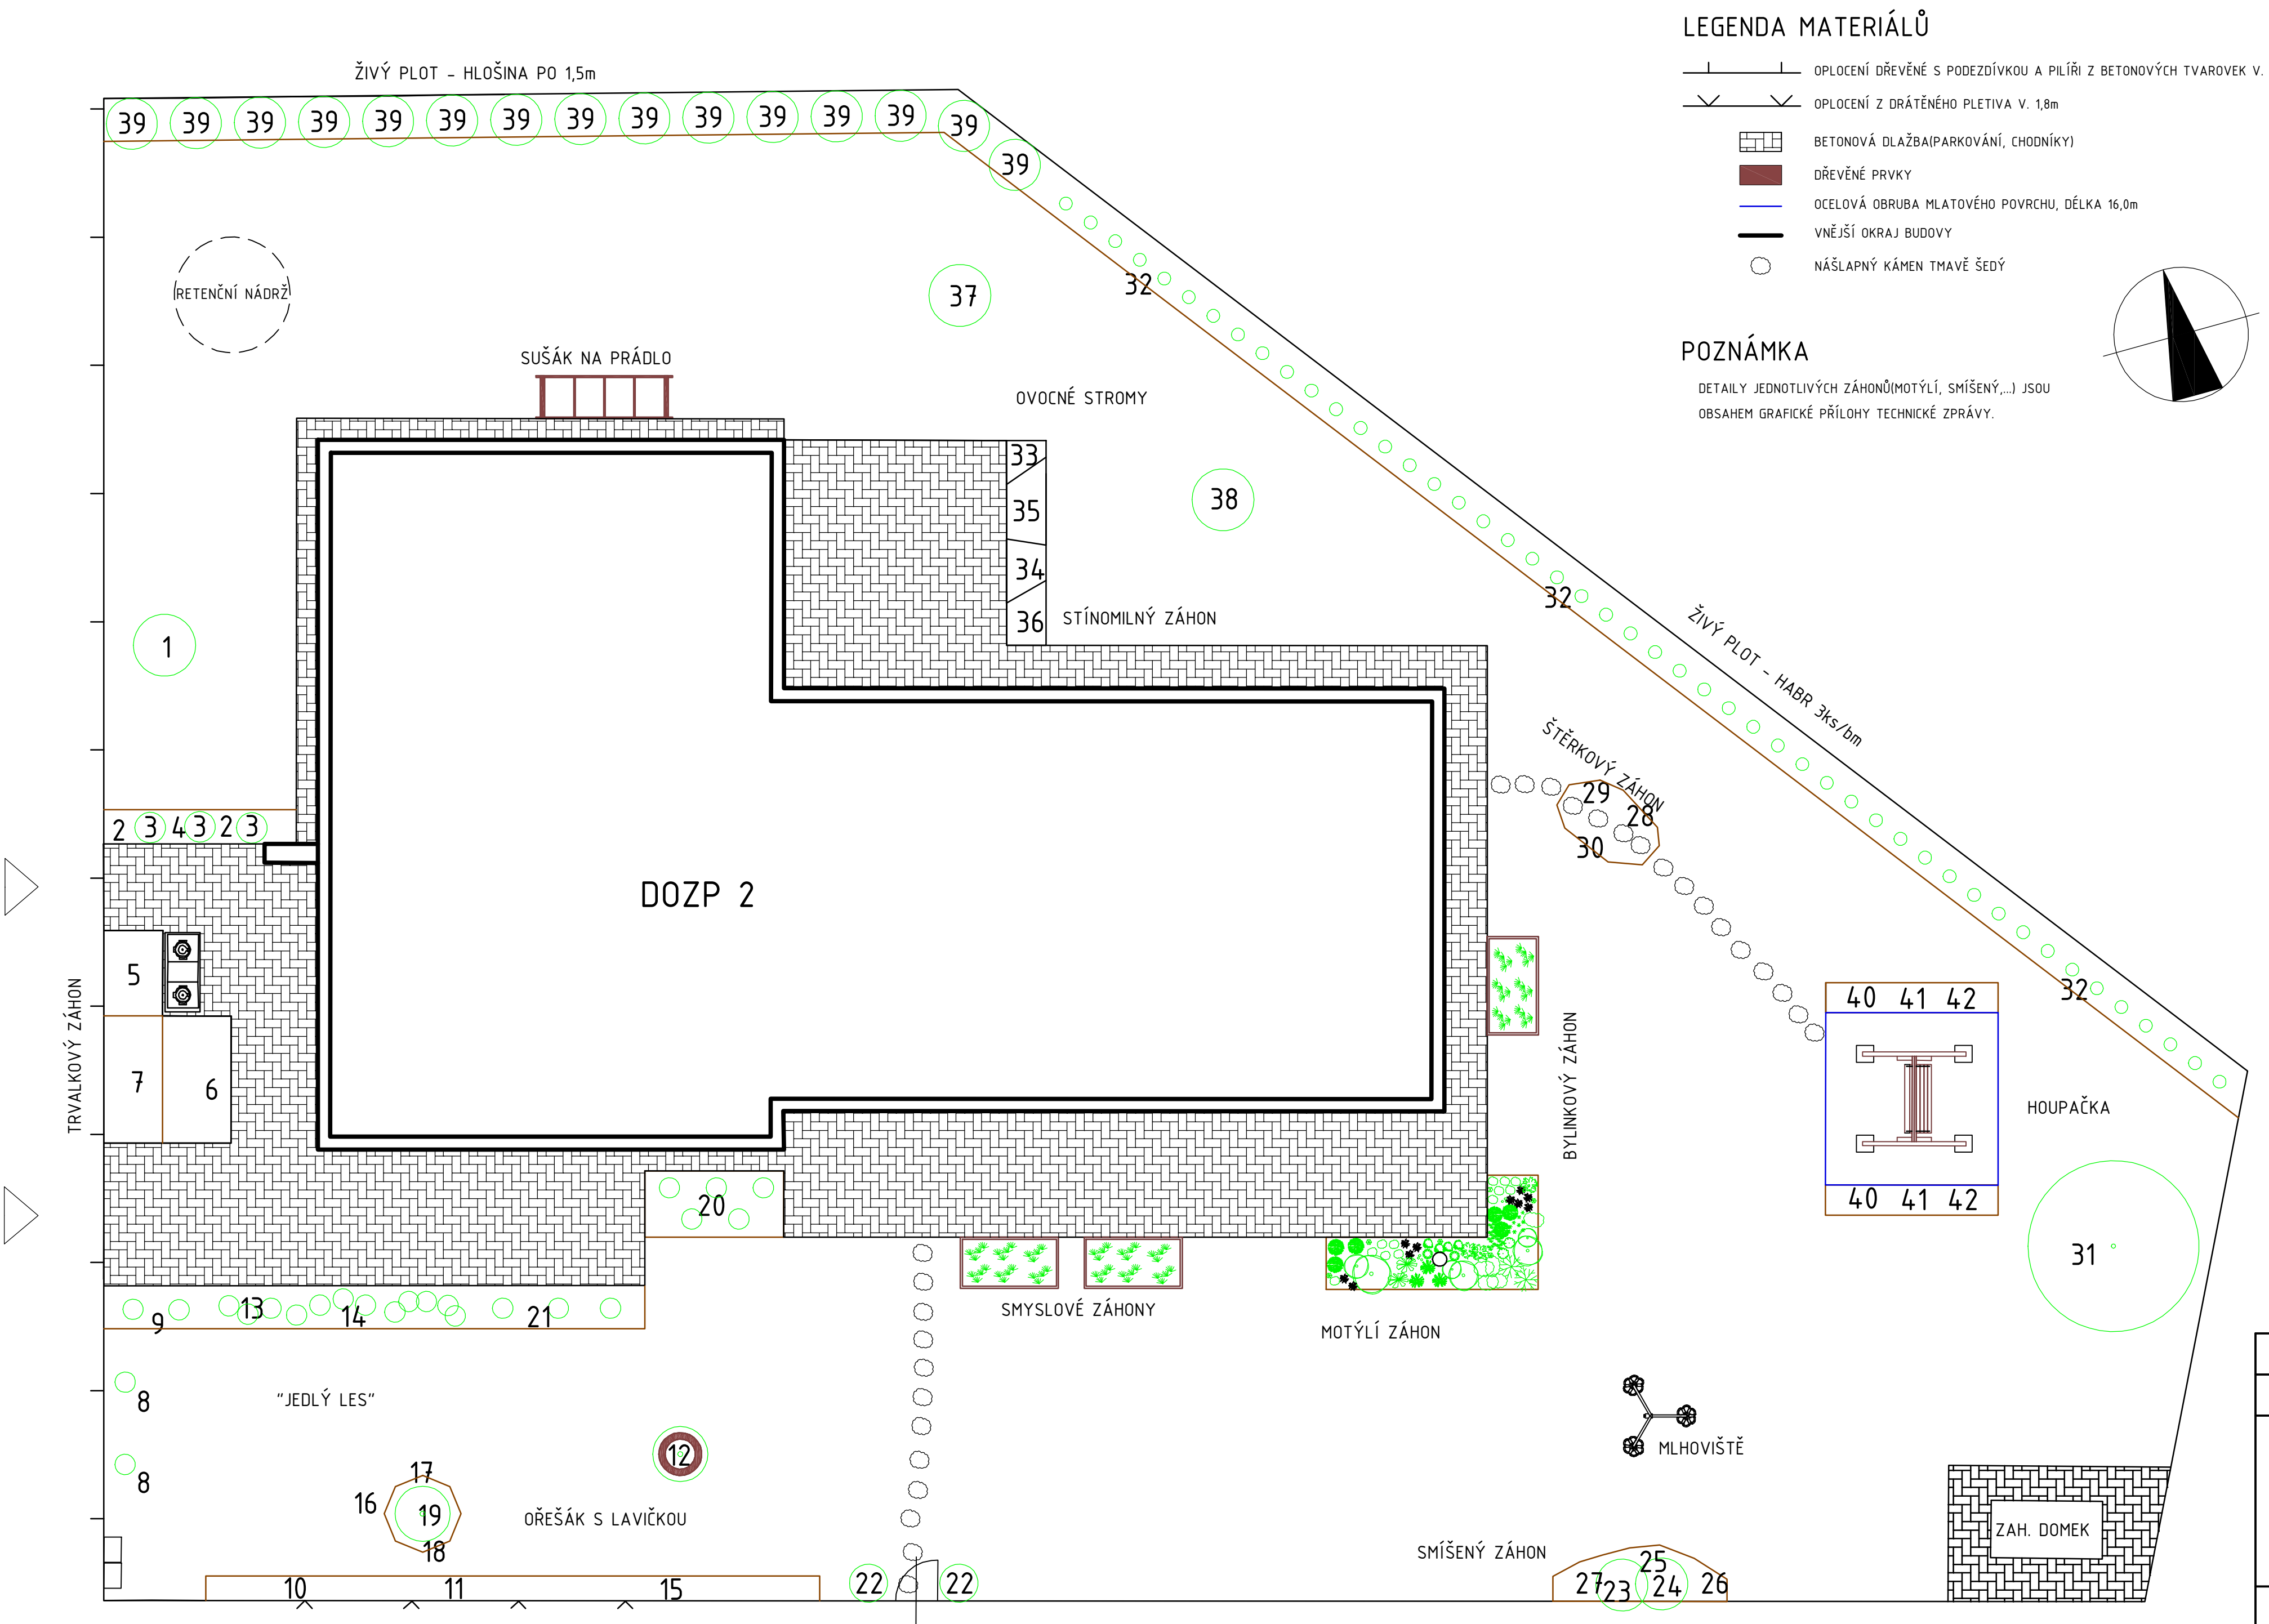 LEGENDA MATERIÁLŮ
OPLOCENÍ DŘEVĚNÉ S PODEZDÍVKOU A PILÍŘI Z BETONOVÝCH TVAROVEK V.
OPLOCENÍ Z DRÁTĚNÉHO PLETIVA V. 1,8m
BETONOVÁ DLAŽBA(PARKOVÁNÍ, CHODNÍKY)
DŘEVĚNÉ PRVKY
OCELOVÁ OBRUBA MLATOVÉHO POVRCHU, DÉLKA 16,0m
VNĚJŠÍ OKRAJ BUDOVY
NÁŠLAPNÝ KÁMEN TMAVĚ ŠEDÝ
POZNÁMKA
DETAILY JEDNOTLIVÝCH ZÁHONŮ(MOTÝLÍ, SMÍŠENÝ,...) JSOU
OBSAHEM GRAFICKÉ PŘÍLOHY TECHNICKÉ ZPRÁVY.
ŽIVÝ PLOT - HLOŠINA PO 1,5m
39 39 39 39 39 39 39 39 39 39 39 39 39 39
39
RETENČNÍ NÁDRŽ
37
32
SUŠÁK NA PRÁDLO
OVOCNÉ STROMY
33
35
38
34
36
STÍNOMILNÝ ZÁHON
32
1
ŽIVÝ PLOT - HABR 3ks/bm
ŠTĚRKOVÝ ZÁHON
29
28
30
2 3 4 3 2 3
DOZP 2
5
7
6
TRVALKOVÝ ZÁHON
BYLINKOVÝ ZÁHON
32
40 41 42
HOUPAČKA
40 41 42
31
20
9
13
14
21
SMYSLOVÉ ZÁHONY
MOTÝLÍ ZÁHON
8
"JEDLÝ LES"
8
12
17
16
19
18
OŘEŠÁK S LAVIČKOU
MLHOVIŠTĚ
10
11
15
22
22
SMÍŠENÝ ZÁHON
27
23
25
24
26
ZAH. DOMEK